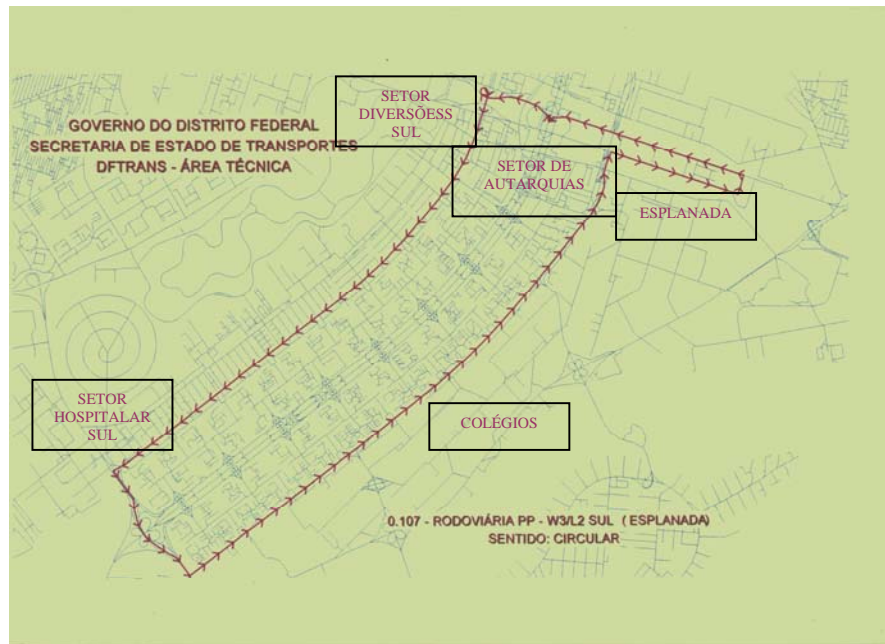 SETOR
DIVERSÕESS
SUL
GOVERNO DO DISTRITO FEDERAL
SECRETARIA DE ESTADO DE TRANSPORTES
DFTRANS - ÁREA TÉCNICA
SETOR DE
AUTARQUIAS
ESPLANADA
SETOR
HOSPITALAR
SUL
COLÉGIOS
0.107 - RODOVIÁRIA PP - W3/L2 SUL ( ESPLANADA)
SENTIDO: CIRCULAR